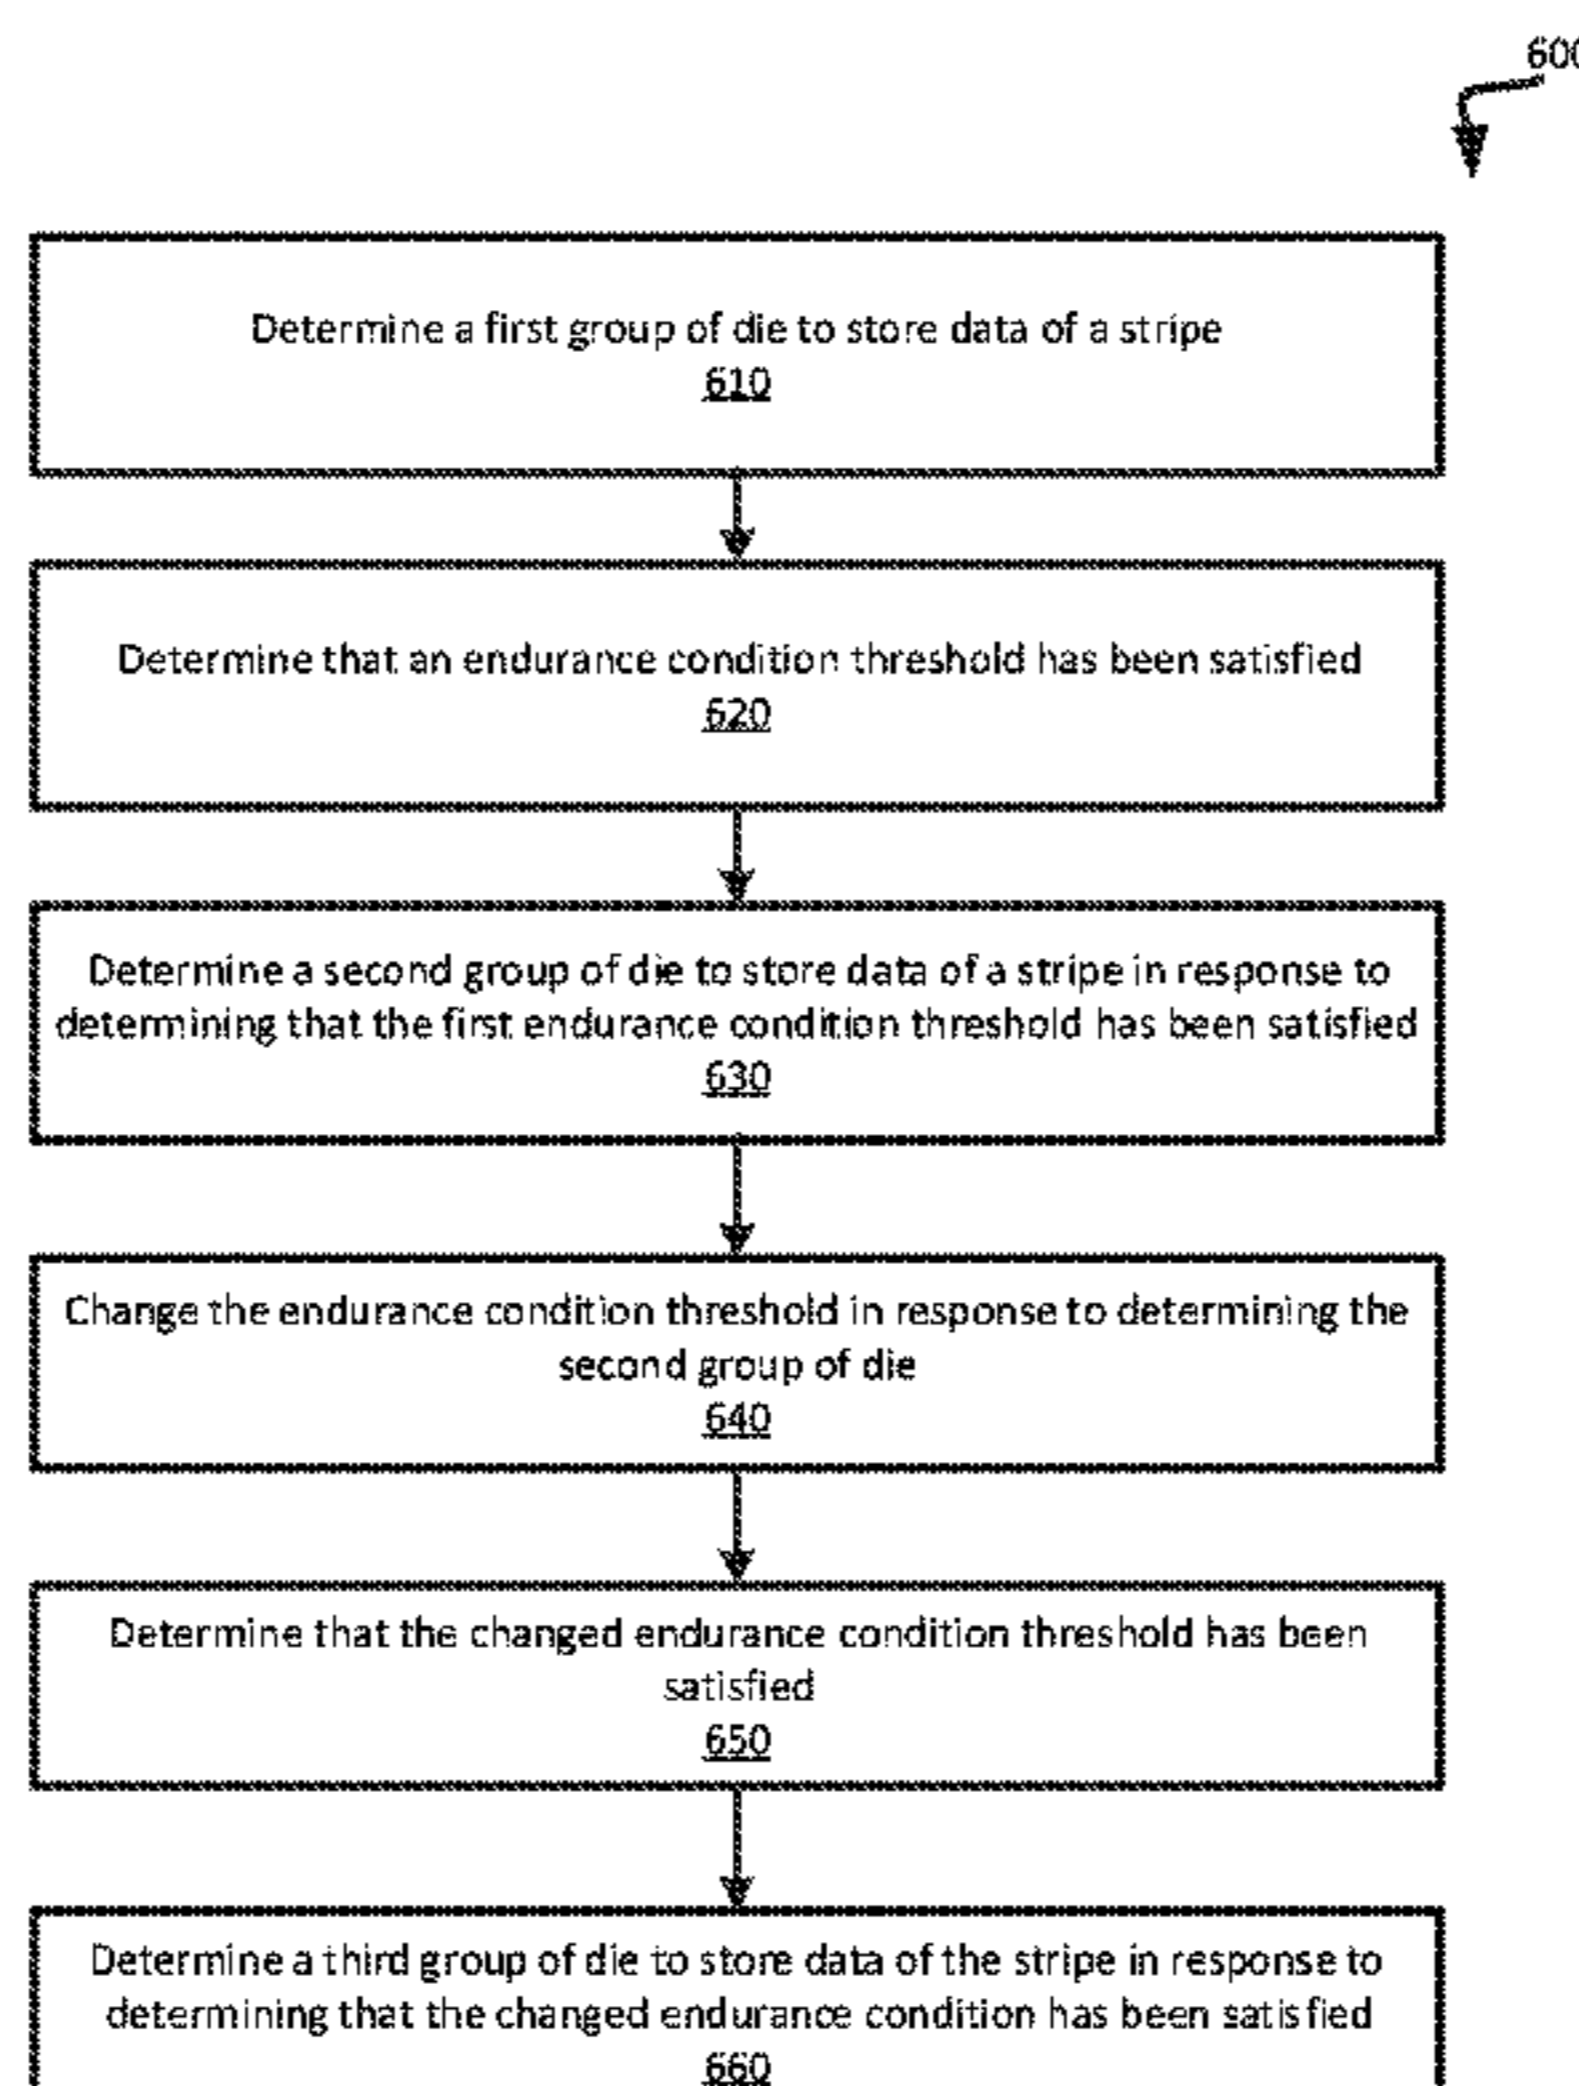 600
Determine a first group of die to store data of a stripe
610
Determine that an endurance condition threshold has been satisfied
620
Determine a second group of die to store data of a stripe in response to
determining that the first endurance condition threshold has been satisfied
630
Change the endurance condition threshold in response to determining the
second group of die
640
Determine that the changed endurance condition threshold has been
satisfied
650
Determine a third group of die to store data of the stripe in response to
determining that the changed endurance condition has been satisfied
660